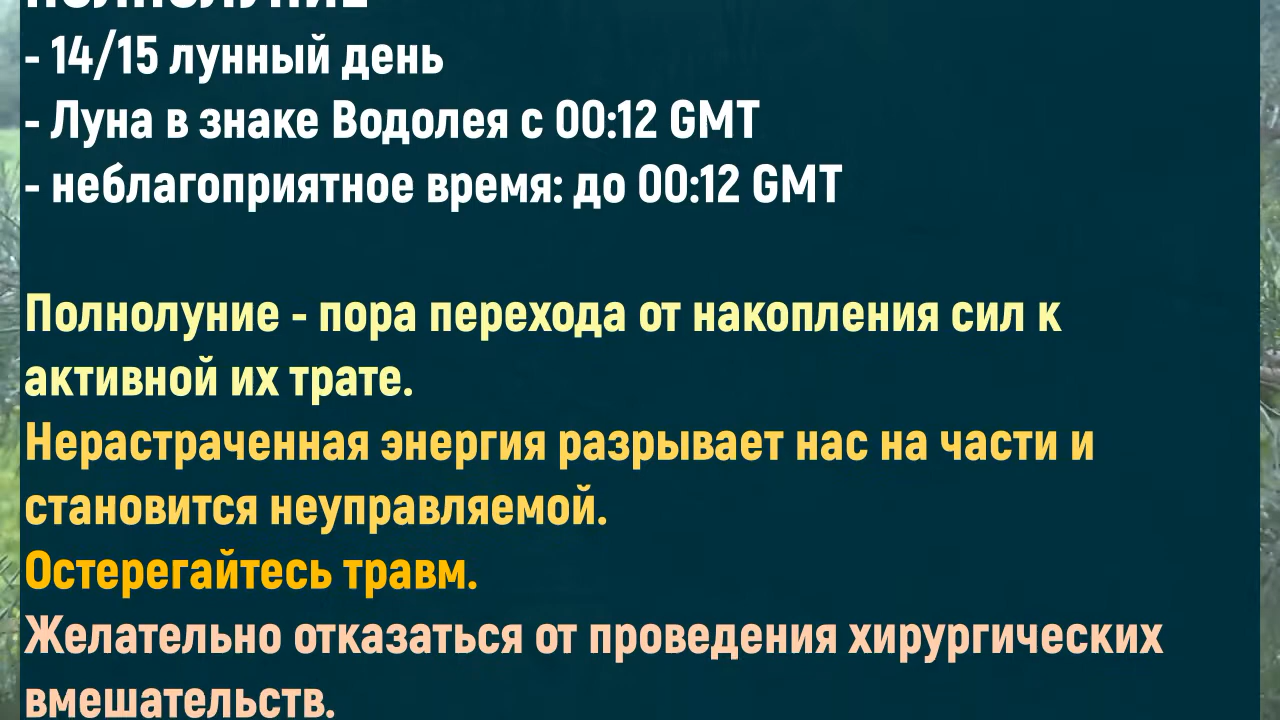 ПОЛНОЛУНИЕ
- 14/15 лунный день
- Луна в знаке Водолея с 00:12 GMT
- неблагоприятное время: до 00:12 GMT
Полнолуние - пора перехода от накопления сил к
активной их трате.
Нерастраченная энергия разрывает нас на части и
становится неуправляемой.
Остерегайтесь травм.
Желательно отказаться от проведения хирургических
вмешательств.